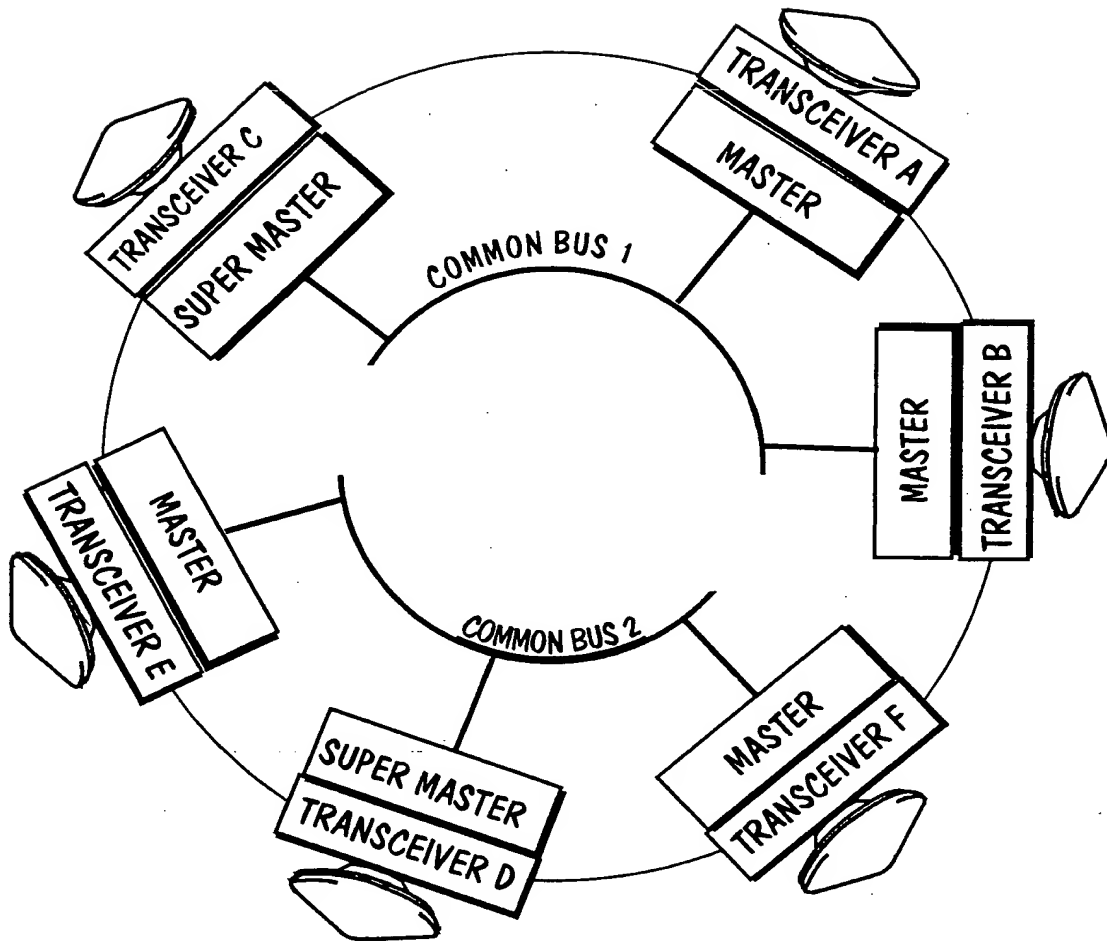 TRANSCEIVER A
MASTER
TRANSCEIVER C
SUPER MASTER
COMMON BUS 1
MASTER
TRANSCEIVER B
MASTER
TRANSCEIVER E
COMMON BUS 2
MASTER
TRANSCEIVER F
SUPER MASTER
TRANSCEIVER D